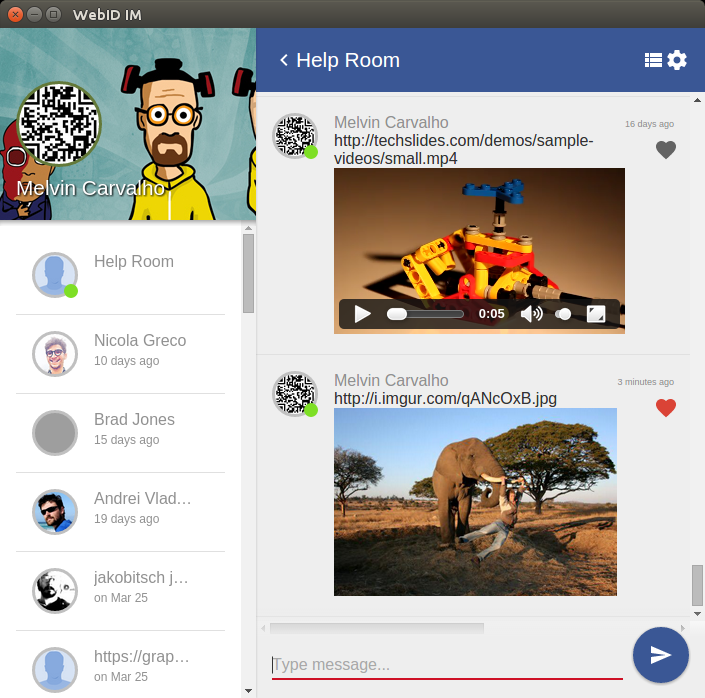 WebID IM
Melvin Carvalho
Help Room
Nicola Greco
10 days ago
Brad Jones
15 days ago
Andrei Vlad…
19 days ago
jakobitsch j…
on Mar 25
https://grap…
on Mar 25
Help Room
Melvin Carvalho
16 days ago
http://techslides.com/demos/sample-
videos/small.mp4
0:05
Melvin Carvalho
3 minutes ago
http://i.imgur.com/qANcOxB.jpg
Type message...